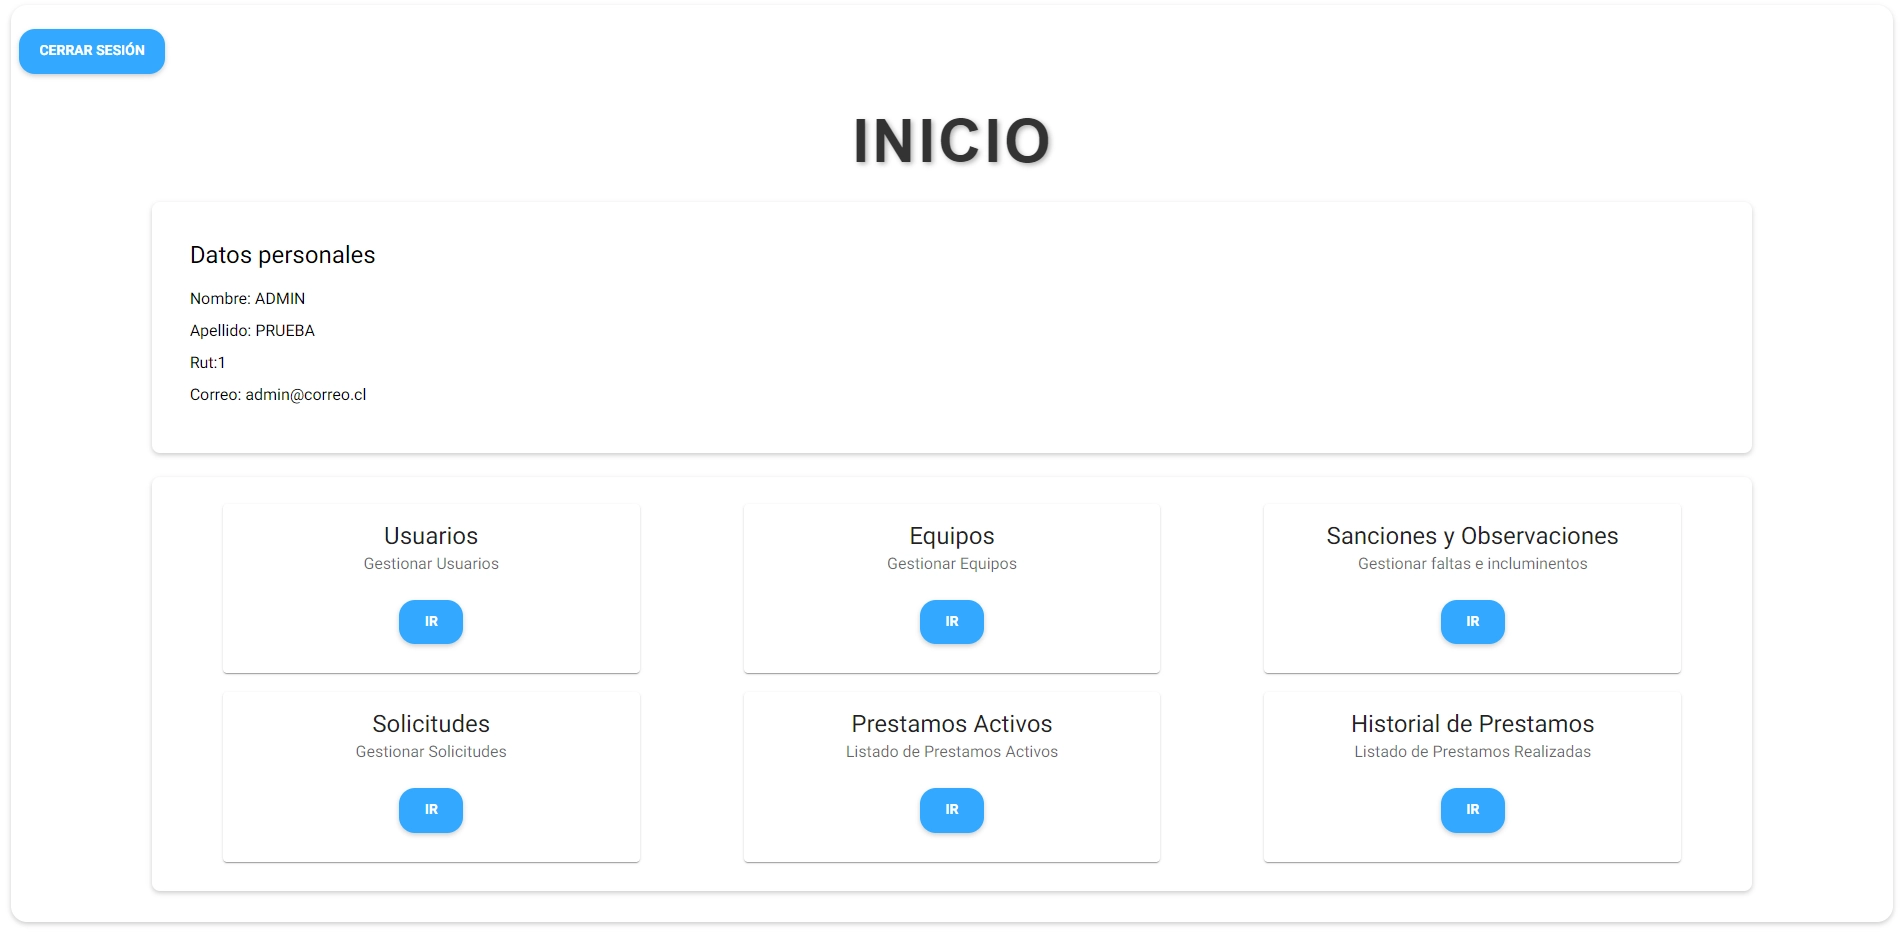 CERRAR SESIÓN
INICIO
Datos personales
Nombre: ADMIN
Apellido: PRUEBA
Rut:1
Correo: admin@correo.cl
Usuarios
Gestionar Usuarios
IR
Equipos
Gestionar Equipos
IR
Sanciones y Observaciones
Gestionar faltas e incluminentos
IR
Solicitudes
Gestionar Solicitudes
IR
Prestamos Activos
Listado de Prestamos Activos
IR
Historial de Prestamos
Listado de Prestamos Realizadas
IR